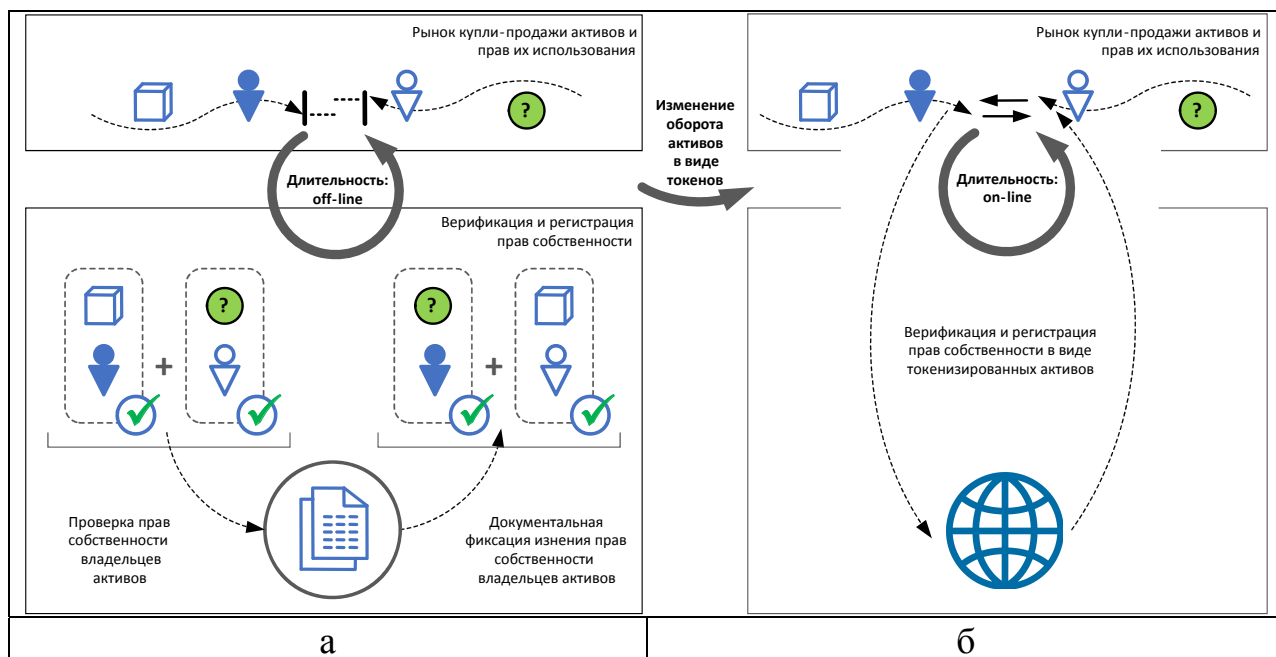 Рынок купли-продажи активов и
прав их использования
?
Длительность:
off-line
Верификация и регистрация
прав собственности
?
?
+
+
Проверка прав
собственности
владельцев
активов
Документальная
фиксация изнения прав
собственности
владельцев активов
а
Изменение
оборота
активов
в виде
токенов
Рынок купли-продажи активов и
прав их использования
?
Длительность:
on-line
Верификация и регистрация
прав собственности в виде
токенизированных активов
б